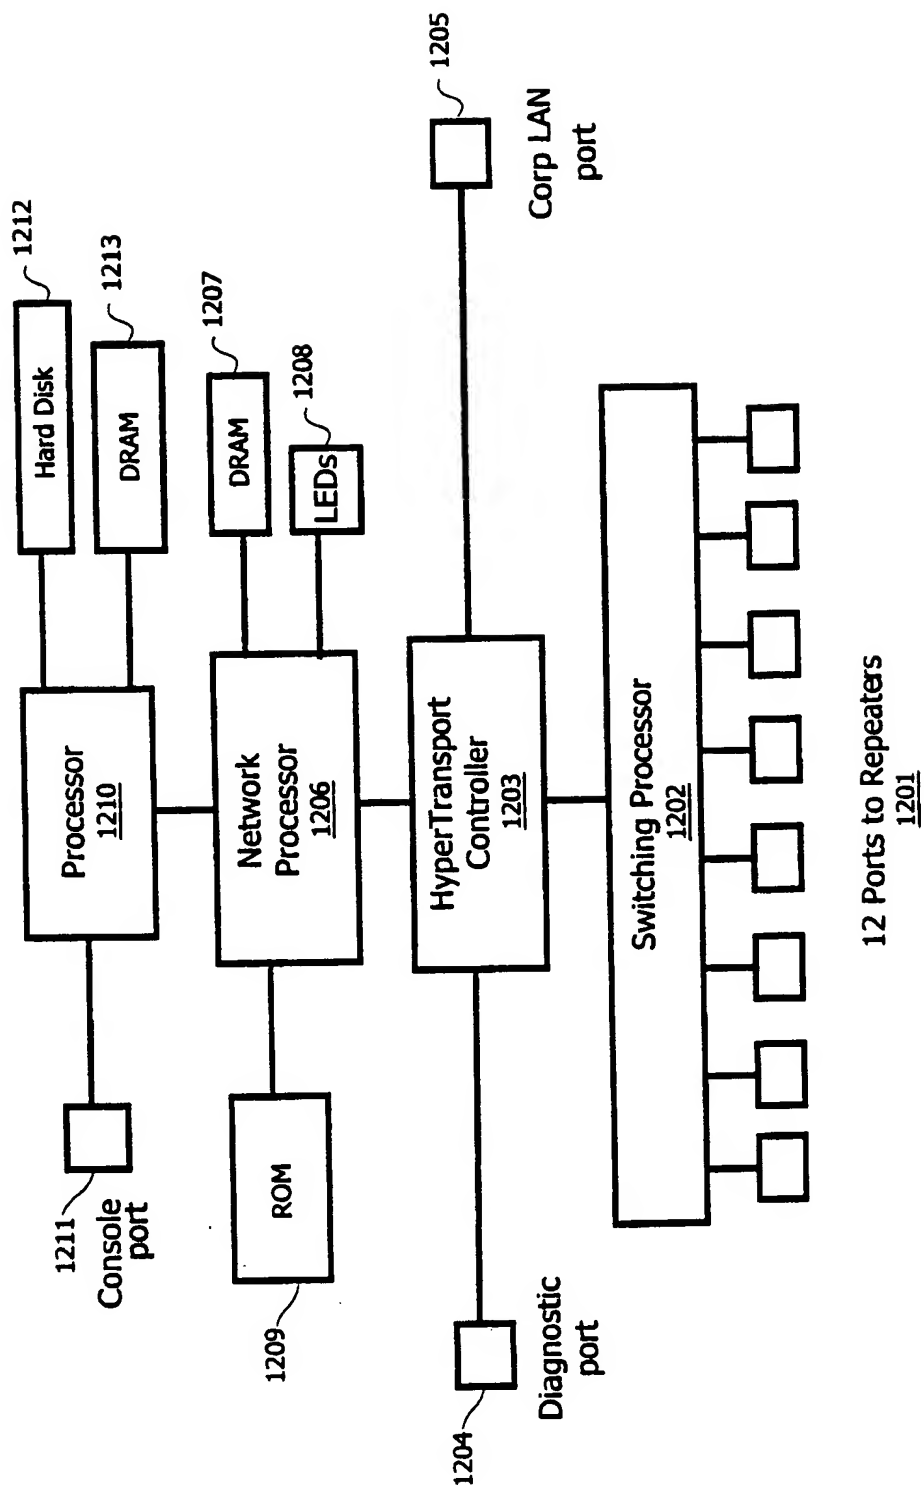 1212
Hard Disk
1213
DRAM
Processor
1210
1211
Console
port
1207
DRAM
1208
LEDs
Network
Processor
1206
ROM
1209
1205
Corp LAN
port
HyperTransport
Controller
1203
1204
Diagnostic
port
Switching Processor
1202
12 Ports to Repeaters
1201